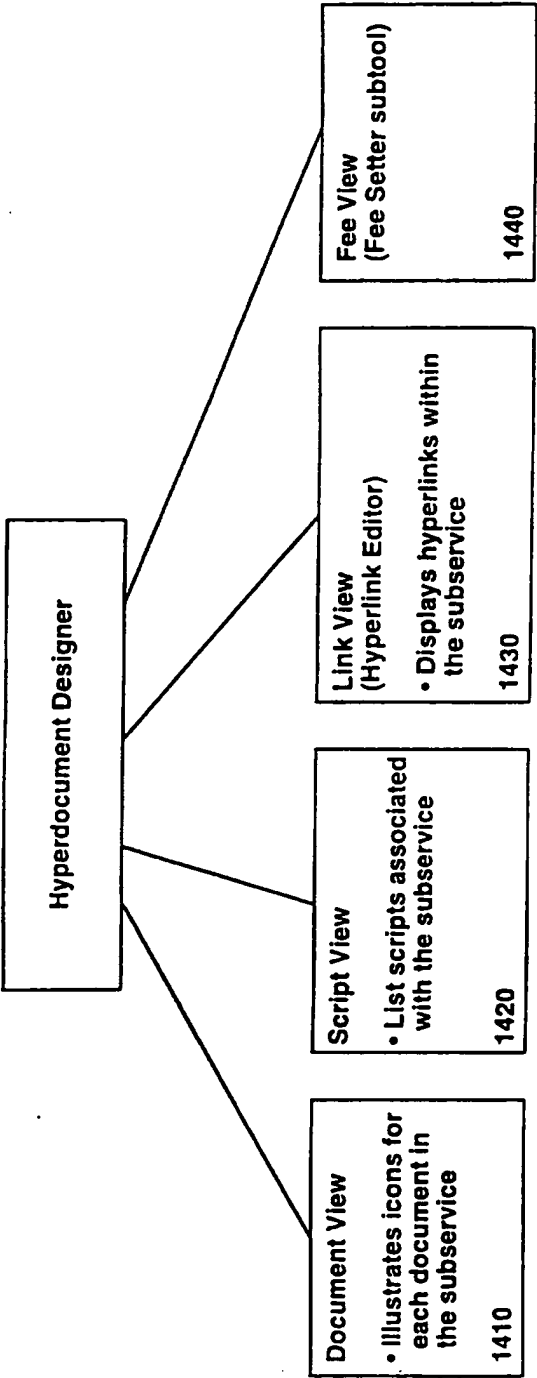 Hyperdocument Designer
Document View
• Illustrates icons for
each document in
the subservice
1410
Script View
• List scripts associated
with the subservice
1420
Link View
(Hyperlink Editor)
• Displays hyperlinks within
the subservice
1430
Fee View
(Fee Setter subtool)
1440